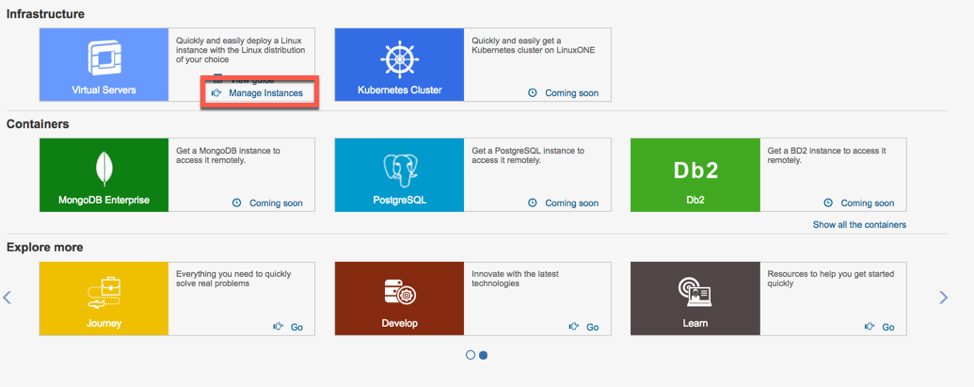 Infrastructure
Quickly and easily deploy a Linux
instance with the Linux distribution
of your choice
View guide
Manage Instances
Virtual Servers
Quickly and easily get a
Kubernetes cluster on LinuxONE
Coming soon
Kubernetes Cluster
Containers
Get a MongoDB instance to
access it remotely.
Coming soon
MongoDB Enterprise
Get a PostgreSQL instance to
access it remotely.
Coming soon
PostgreSQL
Db2
Get a BD2 instance to access it
remotely.
Coming soon
Db2
Show all the containers
Explore more
Everything you need to quickly
solve real problems
Go
Journey
Innovate with the latest
technologies
Go
Develop
Resources to help you get started
quickly
Go
Learn